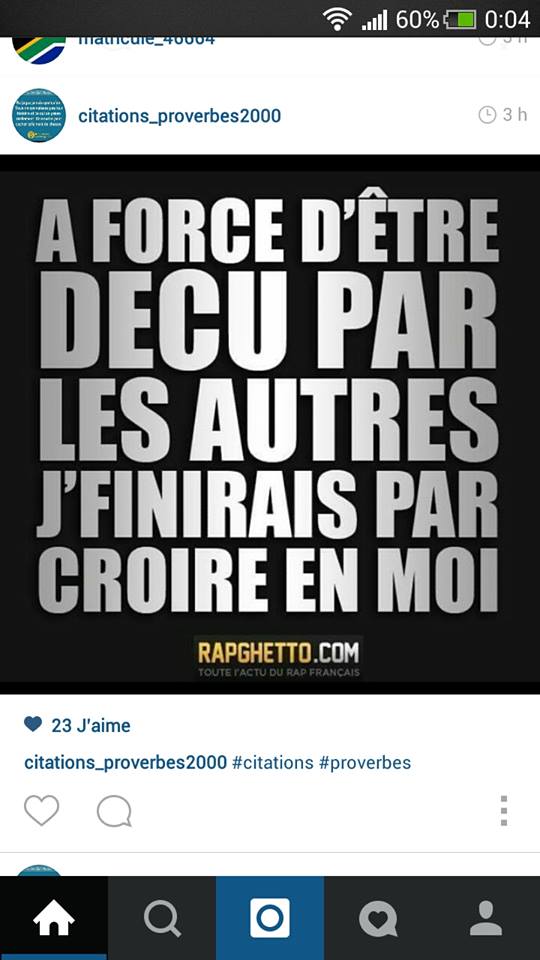 60% 0:04
matricule_46664
citations_proverbes2000
3 h
A FORCE D'ÊTRE
DECU PAR
LES AUTRES
J'FINIRAIS PAR
CROIRE EN MOI
RAPGHETTO.COM
TOUTE l'ACTU DU RAP FRANÇAIS
23 J'aime
citations_proverbes2000 #citations #proverbes